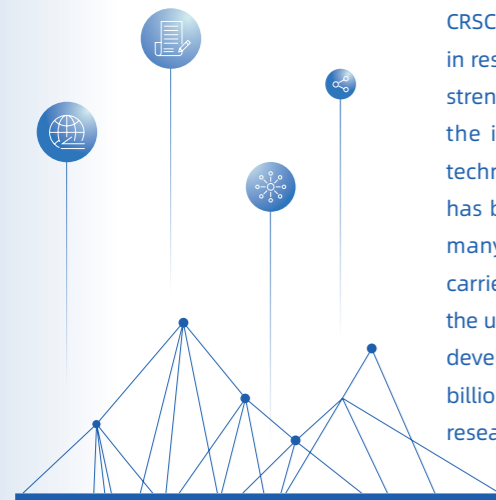 CRSC
in res
stren
the i
techn
has b
many
carrie
the u
deve
billio
resea